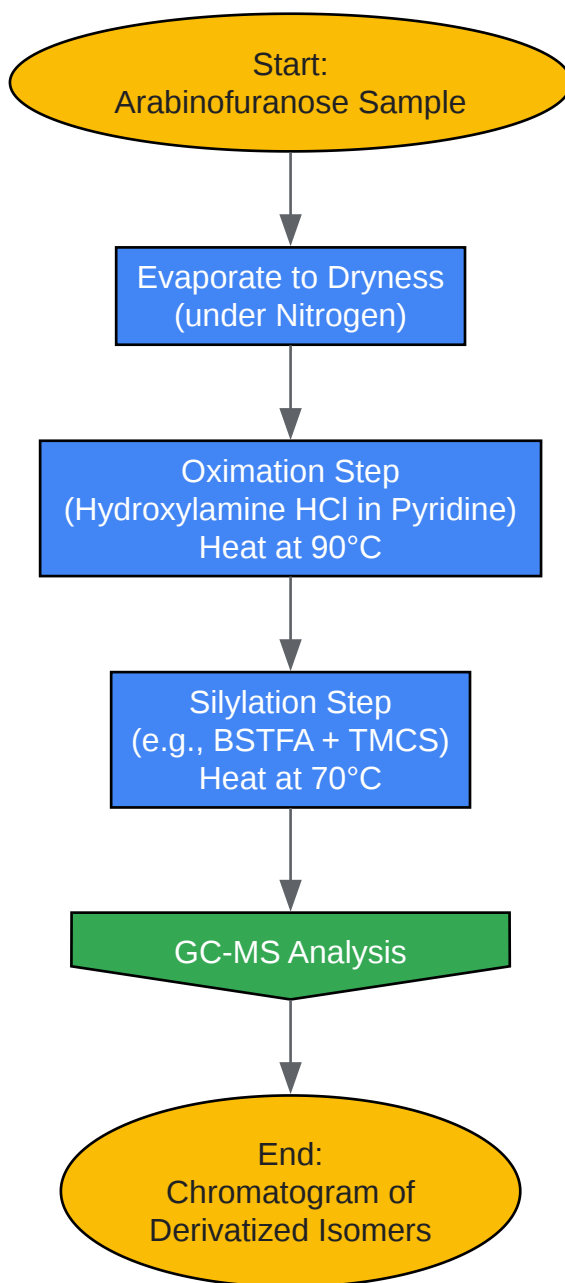 Start:
Arabinofuranose Sample
Evaporate to Dryness
(under Nitrogen)
Oximation Step
(Hydroxylamine HCl in Pyridine)
Heat at 90°C
Silylation Step
(e.g., BSTFA + TMCS)
Heat at 70°C
GC-MS Analysis
End:
Chromatogram of
Derivatized Isomers